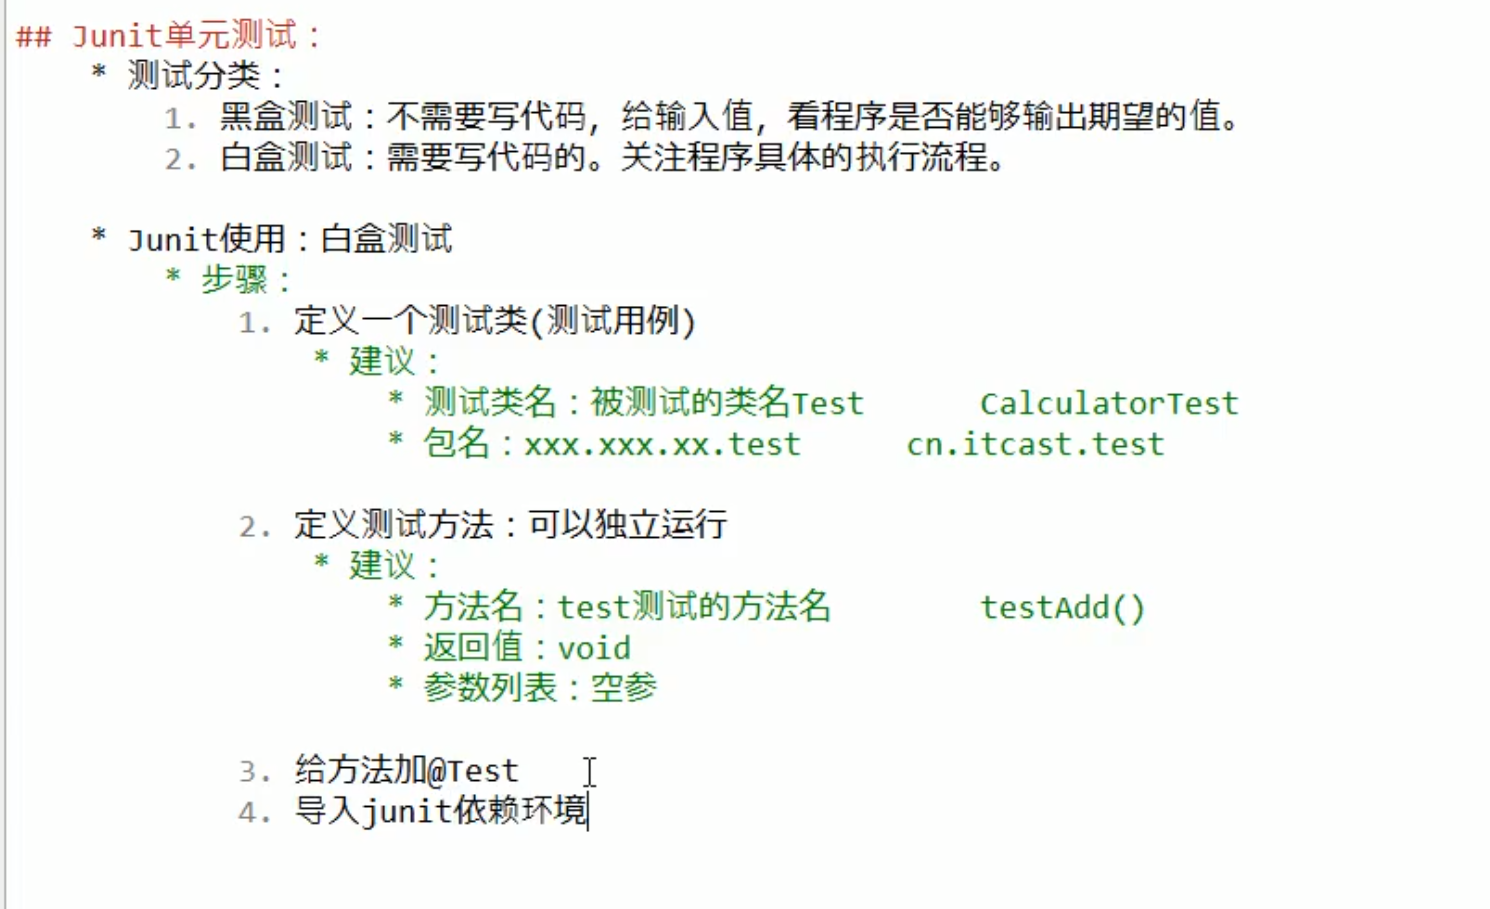 ## Junit单元测试：
* 测试分类：
1. 黑盒测试：不需要写代码，给输入值，看程序是否能够输出期望的值。
2. 白盒测试：需要写代码的。关注程序具体的执行流程。
* Junit使用：白盒测试
* 步骤：
1. 定义一个测试类(测试用例)
* 建议：
* 测试类名：被测试的类名Test CalculatorTest
* 包名：xxx.xxx.xx.test cn.itcast.test
2. 定义测试方法：可以独立运行
* 建议：
* 方法名：test测试的方法名 testAdd()
* 返回值：void
* 参数列表：空参
3. 给方法加@Test
4. 导入junit依赖环境